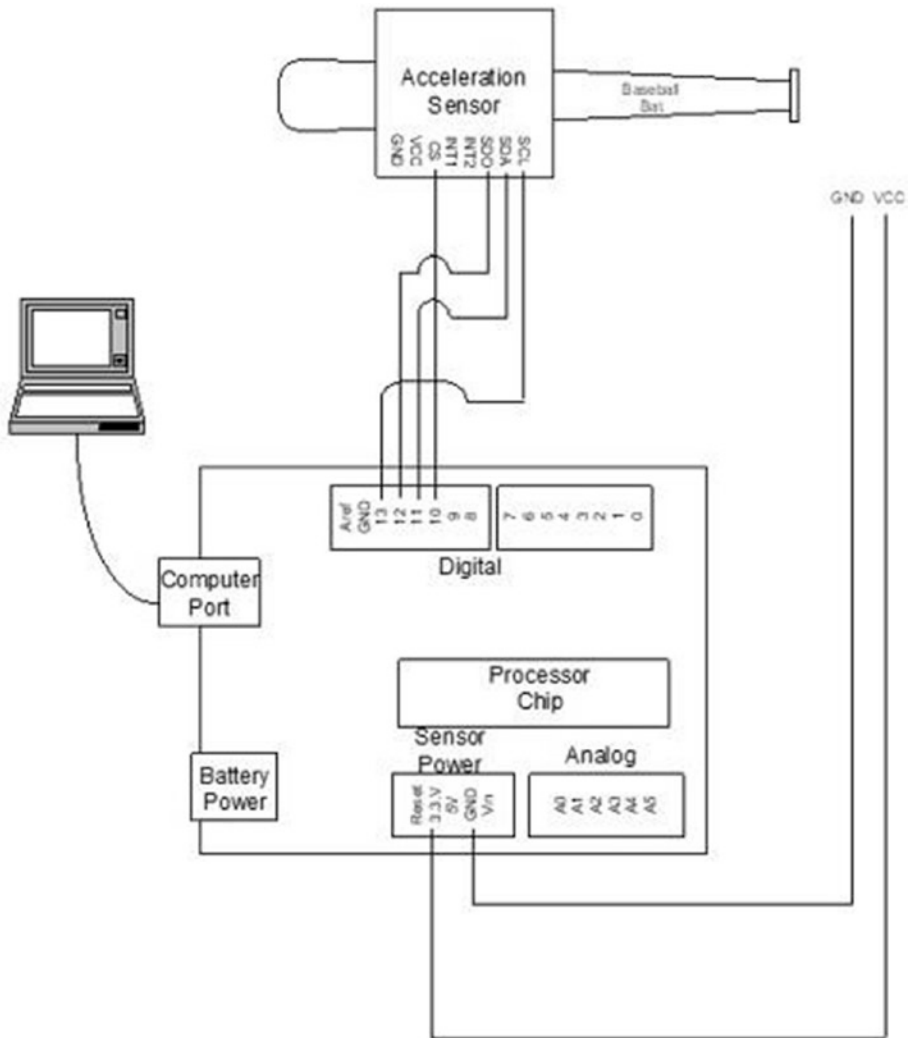 Acceleration
Sensor
Baseball
Bat
GND
VCC
CS
INT1
INT2
SDO
SDA
SCL
GND VCC
Aref
GND
13
12
11
10
9
8
7
6
5
4
3
2
1
0
Digital
Computer
Port
Processor
Chip
Sensor
Power
Analog
Battery
Power
Reset
3.3.V
5V
GND
Vin
A0
A1
A2
A3
A4
A5